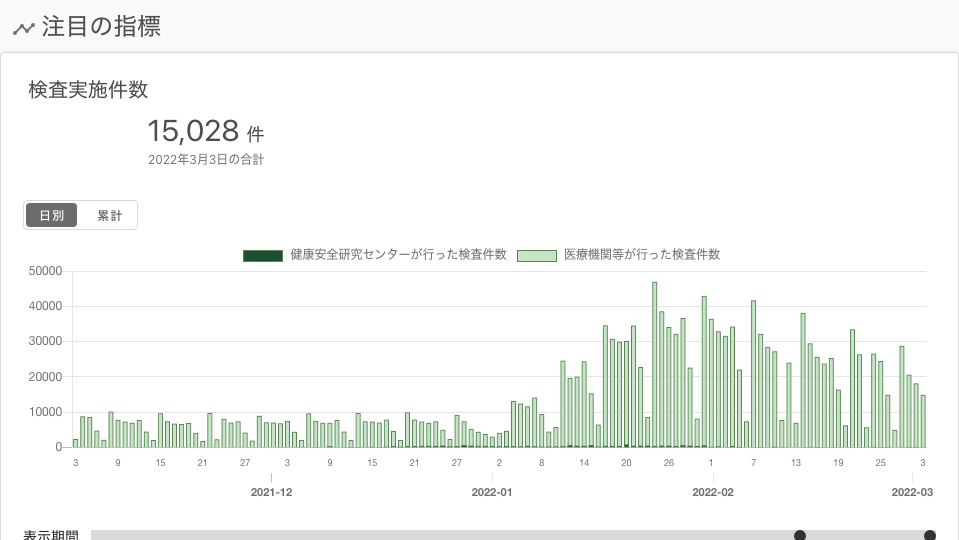 注目の指標
検査実施件数
15,028 件
2022年3月3日の合計
日別 累計
健康安全研究センターが行った検査件数 医療機関等が行った検査件数
50000
40000
30000
20000
10000
0
3 9 15 21 27 3 9 15 21 27 2 8 14 20 26 1 7 13 19 25 3
2021-12 2022-01 2022-02 2022-03
表示期間